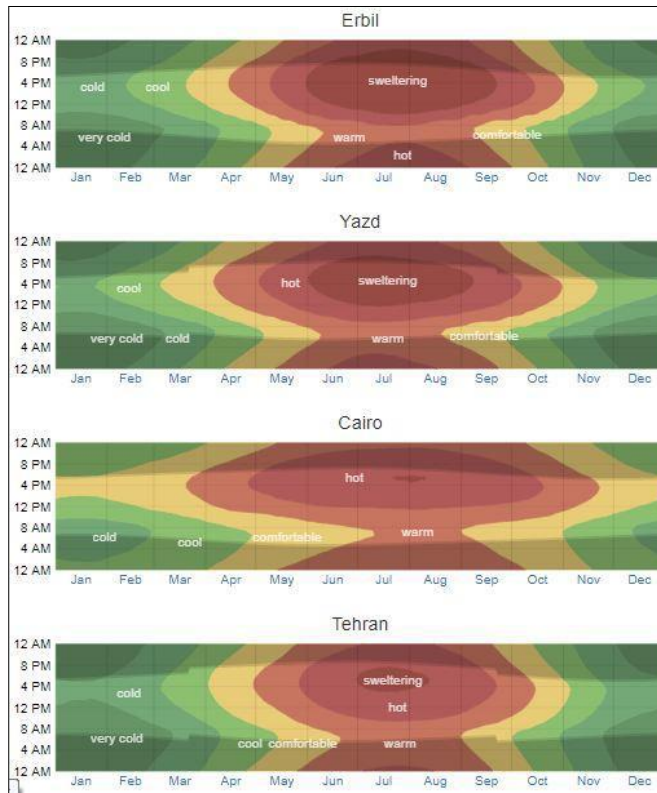 Erbil
12 AM
8 PM
4 PM sweltering
cold cool
12 PM
8 AM
very cold warm comfortable
4 AM
hot
12 AM
Jan Feb Mar Apr May Jun Jul Aug Sep Oct Nov Dec
Yazd
12 AM
8 PM
4 PM cool hot sweltering
12 PM
8 AM
very cold cold warm comfortable
4 AM
12 AM
Jan Feb Mar Apr May Jun Jul Aug Sep Oct Nov Dec
Cairo
12 AM
8 PM
hot
4 PM
12 PM
8 AM
cold cool comfortable warm
4 AM
12 AM
Jan Feb Mar Apr May Jun Jul Aug Sep Oct Nov Dec
Tehran
12 AM
8 PM
4 PM cold sweltering
12 PM hot
8 AM
very cold cool comfortable warm
4 AM
12 AM
Jan Feb Mar Apr May Jun Jul Aug Sep Oct Nov Dec